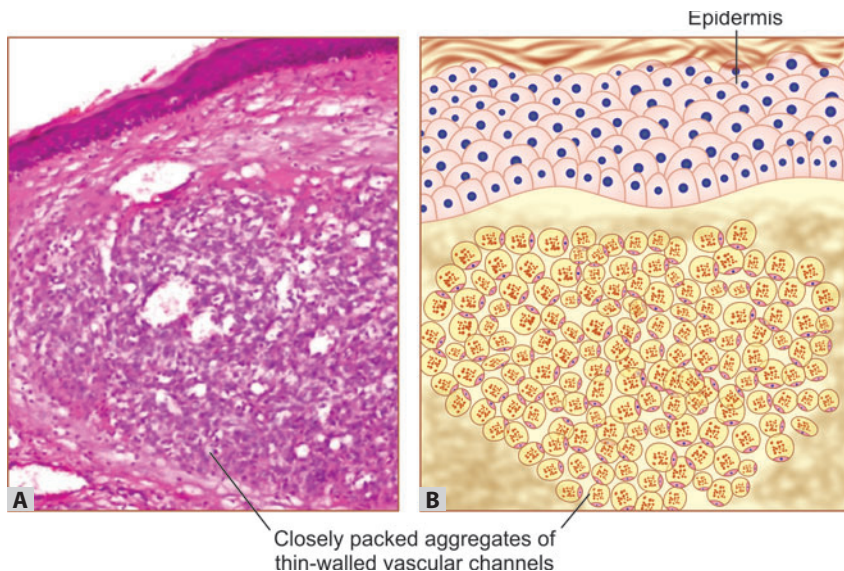 Epidermis
A
B
Closely packed aggregates of
thin-walled vascular channels